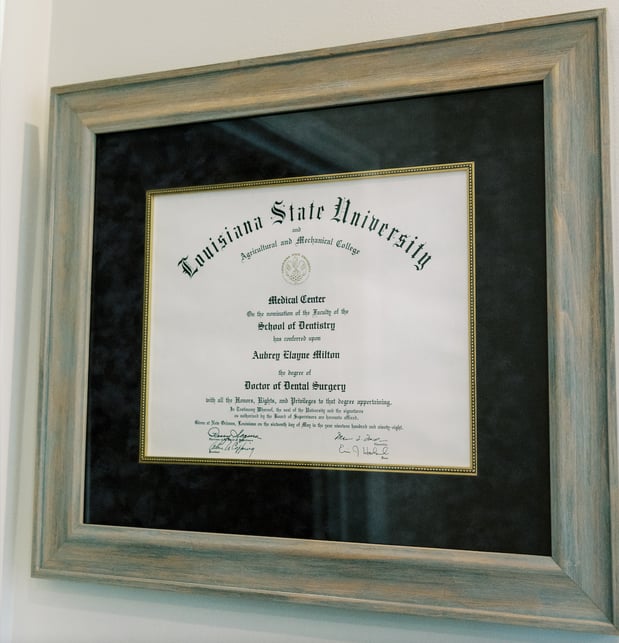 Louisiana State University
and
Agricultural and Mechanical College
Medical Center
On the nomination of the Faculty of the
School of Dentistry
has conferred upon
Aubrey Elayne Milton
the degree of
Doctor of Dental Surgery
with all the Honors, Rights, and Privileges to that degree appertaining.
In Testimony Whereof, the seal of the University and the signatures
as authorized by the Board of Supervisors are hereunto affixed.
Given at New Orleans, Louisiana on the sixteenth day of May in the year nineteen hundred and ninety-eight.